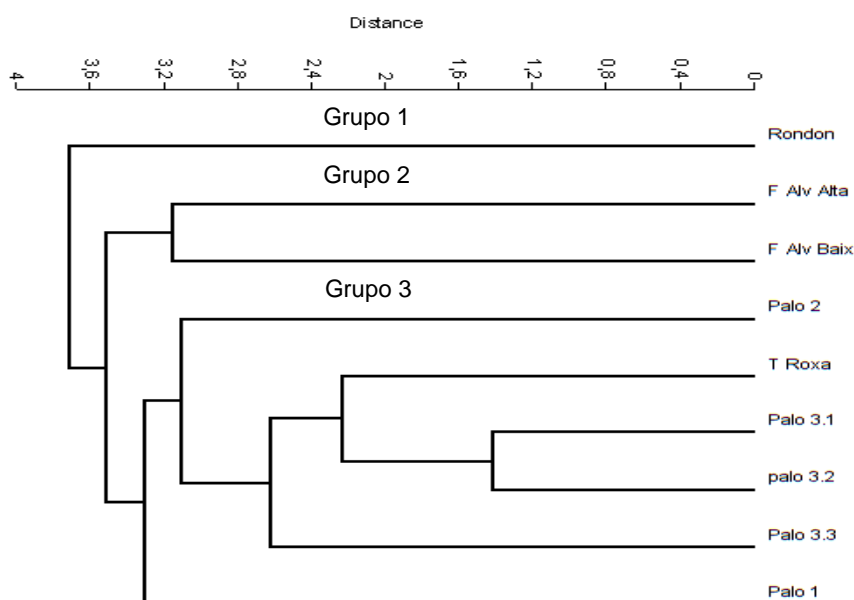 Distance
4 3,6 3,2 2,8 2,4 2 1,6 1,2 0,8 0,4 0
Grupo 1
Rondon
Grupo 2
F Alv Alta
F Alv Baix
Grupo 3
Palo 2
T Roxa
Palo 3.1
palo 3.2
Palo 3.3
Palo 1